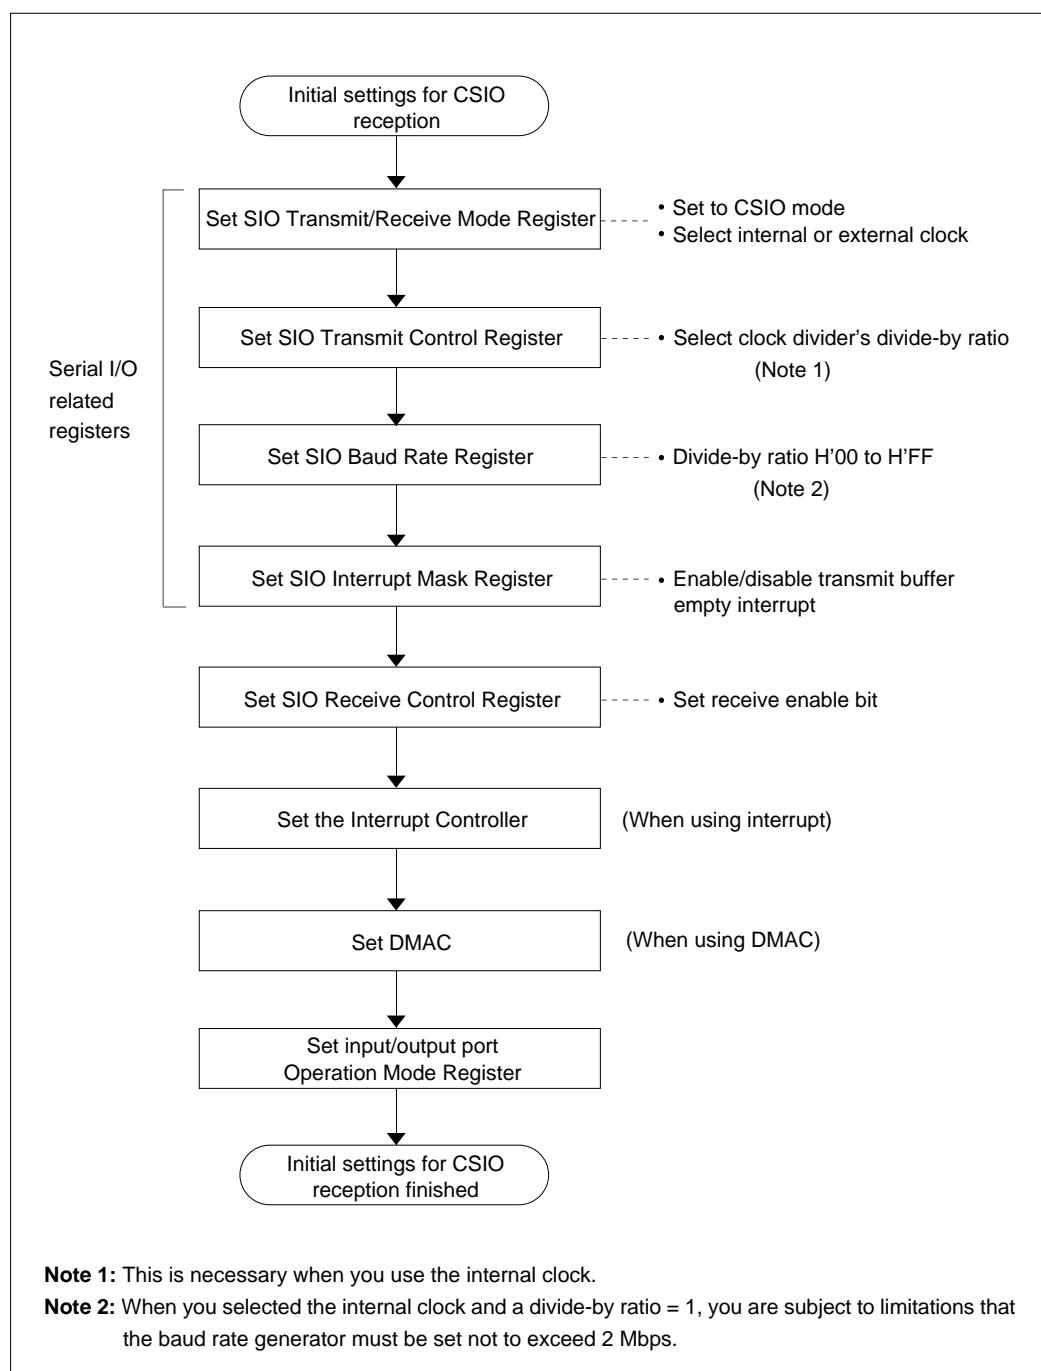 Initial settings for CSIO
reception
Set SIO Transmit/Receive Mode Register
• Set to CSIO mode
• Select internal or external clock
Set SIO Transmit Control Register
• Select clock divider's divide-by ratio
(Note 1)
Serial I/O
related
registers
Set SIO Baud Rate Register
• Divide-by ratio H'00 to H'FF
(Note 2)
Set SIO Interrupt Mask Register
• Enable/disable transmit buffer
empty interrupt
Set SIO Receive Control Register
• Set receive enable bit
Set the Interrupt Controller
(When using interrupt)
Set DMAC
(When using DMAC)
Set input/output port
Operation Mode Register
Initial settings for CSIO
reception finished
Note 1: This is necessary when you use the internal clock.
Note 2: When you selected the internal clock and a divide-by ratio = 1, you are subject to limitations that
the baud rate generator must be set not to exceed 2 Mbps.